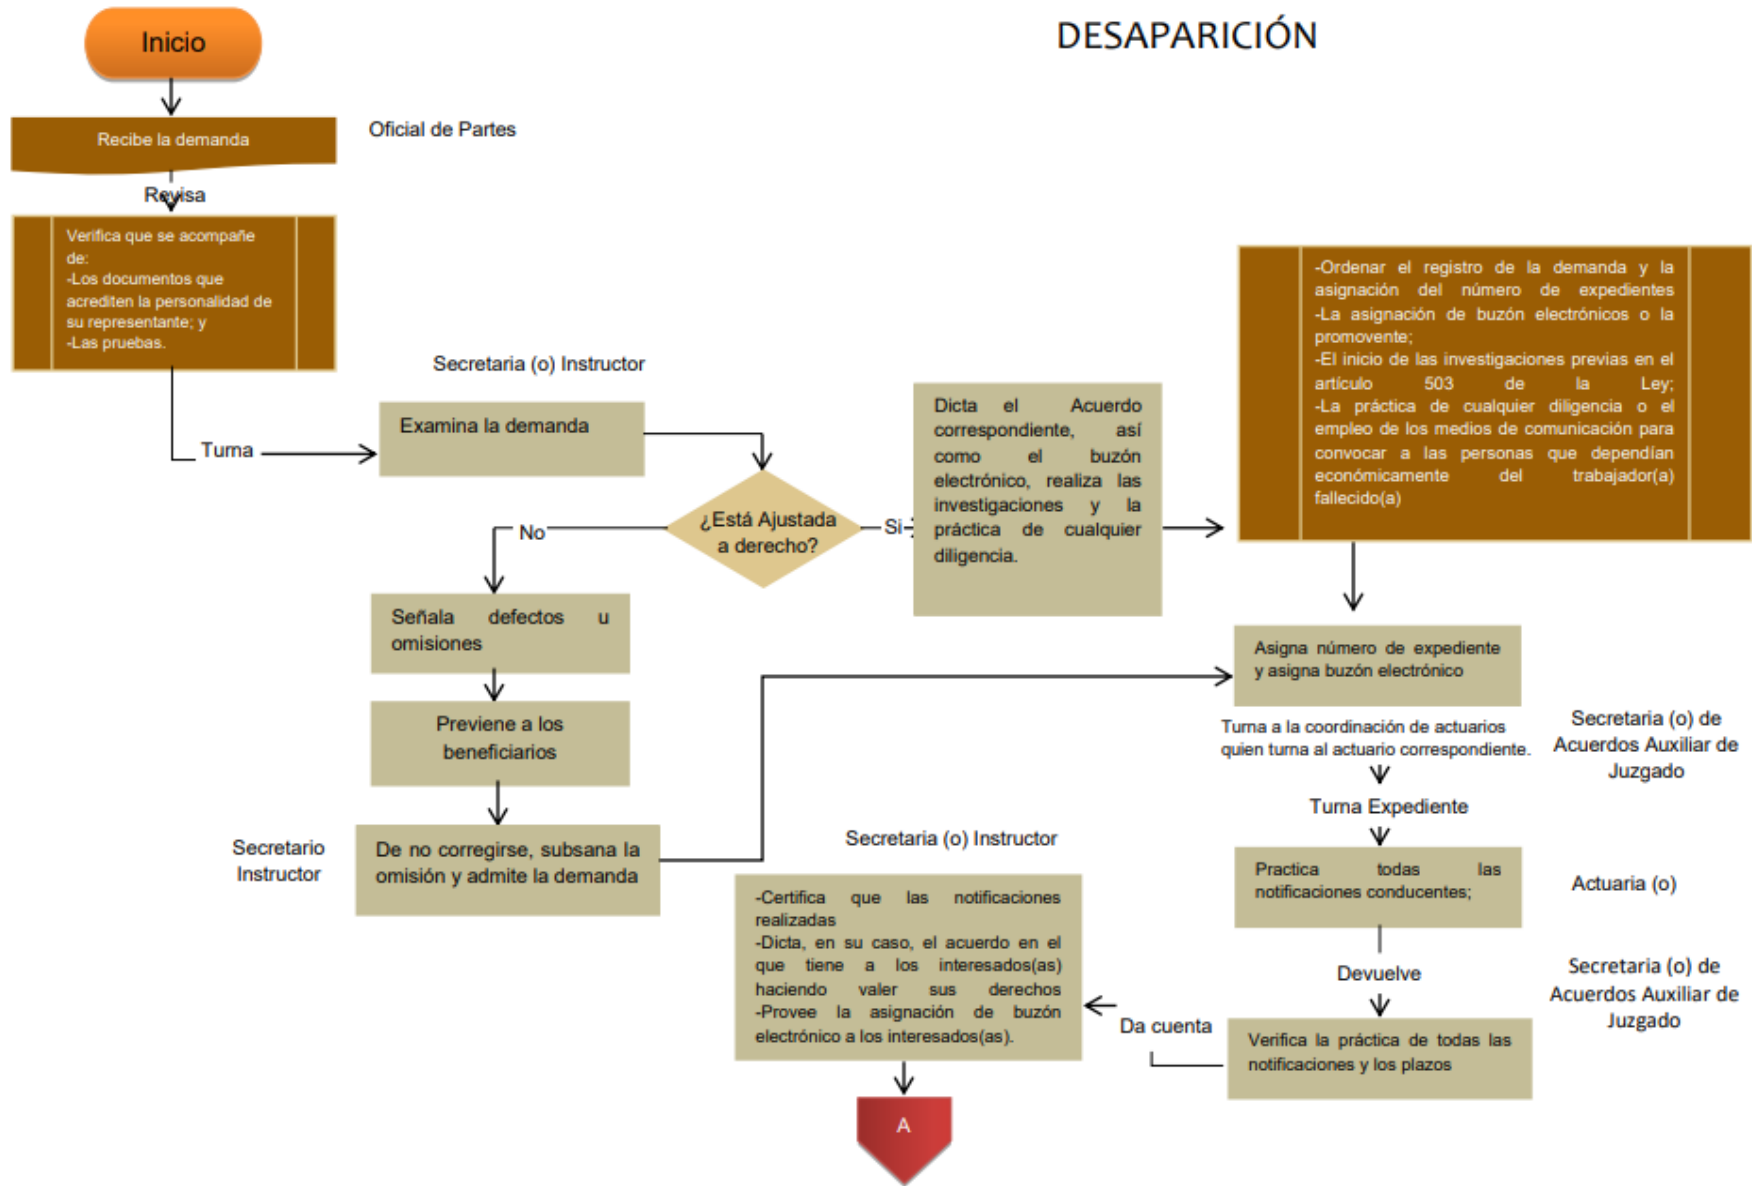 DESAPARICIÓN
Inicio
Recibe la demanda
Oficial de Partes
Revisa
Verifica que se acompañe
de:
-Los documentos que
acrediten la personalidad de
su representante; y
-Las pruebas.
Turna
Secretaria (o) Instructor
Examina la demanda
¿Está Ajustada
a derecho?
No
Si
Dicta el Acuerdo
correspondiente, así
como el buzón
electrónico, realiza las
investigaciones y la
práctica de cualquier
diligencia.
-Ordenar el registro de la demanda y la
asignación del número de expedientes
-La asignación de buzón electrónicos o la
promovente;
-El inicio de las investigaciones previas en el
artículo 503 de la Ley;
-La práctica de cualquier diligencia o el
empleo de los medios de comunicación para
convocar a las personas que dependían
económicamente del trabajador(a)
fallecido(a)
Señala defectos u
omisiones
Previene a los
beneficiarios
Secretario
Instructor
De no corregirse, subsana la
omisión y admite la demanda
Asigna número de expediente
y asigna buzón electrónico
Turna a la coordinación de actuarios
quien turna al actuario correspondiente.
Secretaria (o) de
Acuerdos Auxiliar de
Juzgado
Turna Expediente
Practica todas las
notificaciones conducentes;
Actuaria (o)
Devuelve
Secretaria (o) de
Acuerdos Auxiliar de
Juzgado
Verifica la práctica de todas las
notificaciones y los plazos
Da cuenta
Secretaria (o) Instructor
-Certifica que las notificaciones
realizadas
-Dicta, en su caso, el acuerdo en el
que tiene a los interesados(as)
haciendo valer sus derechos
-Provee la asignación de buzón
electrónico a los interesados(as).
A